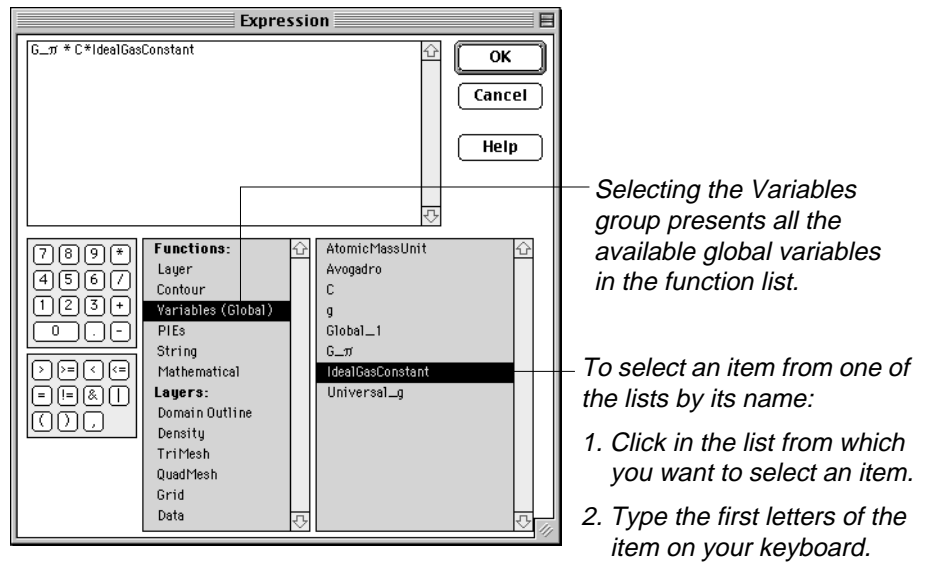 Expression
G_π * C*IdealGasConstant
OK
Cancel
Help
7 8 9 *
4 5 6 /
1 2 3 +
0 . -
> >= < <=
= != & |
( ) ,
Functions:
Layer
Contour
Variables (Global)
PIEs
String
Mathematical
Layers:
Domain Outline
Density
TriMesh
QuadMesh
Grid
Data
AtomicMassUnit
Avogadro
C
g
Global_1
G_π
IdealGasConstant
Universal_g
Selecting the Variables
group presents all the
available global variables
in the function list.
To select an item from one of
the lists by its name:
1. Click in the list from which
you want to select an item.
2. Type the first letters of the
item on your keyboard.